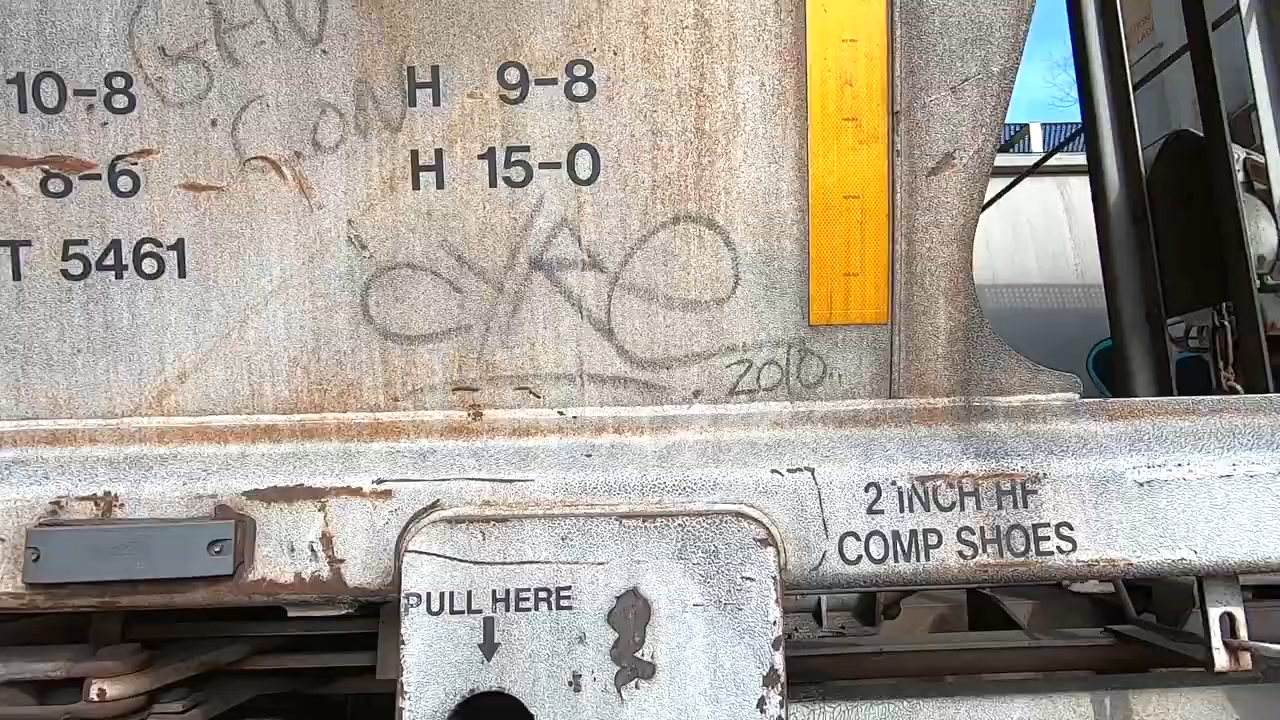 10-8 H 9-8
8-6 H 15-0
T 5461
2010
2 INCH HF
COMP SHOES
PULL HERE